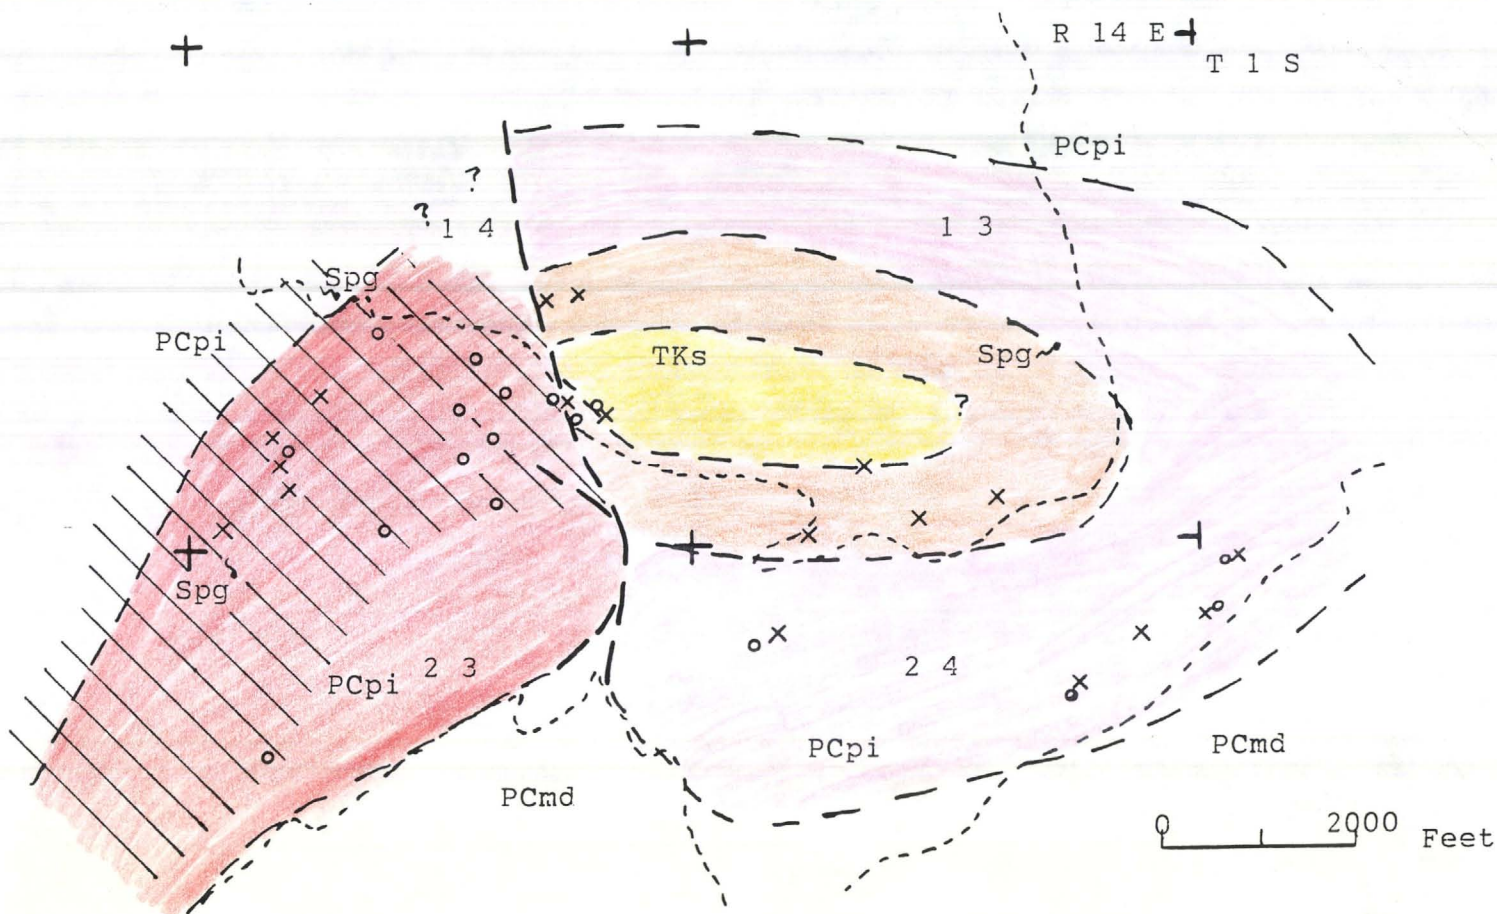 R 14 E
T 1 S
PCpi
?
?
1 4
1 3
Spg
PCpi
TKs
Spg
?
Spg
PCpi
2 3
2 4
PCpi
PCmd
PCmd
0
2000
Feet